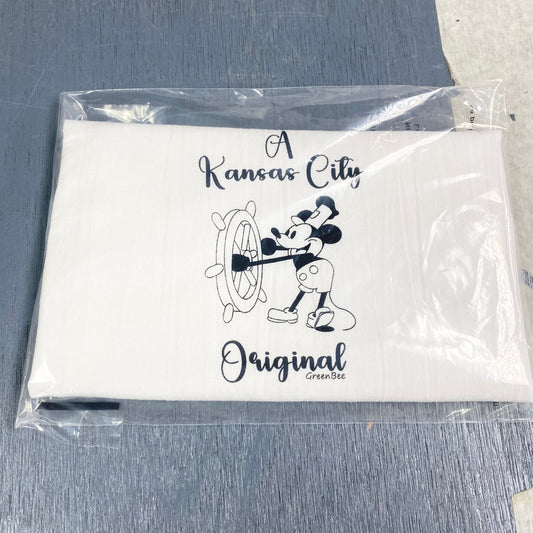 A
Kansas City
Original
GreenBee